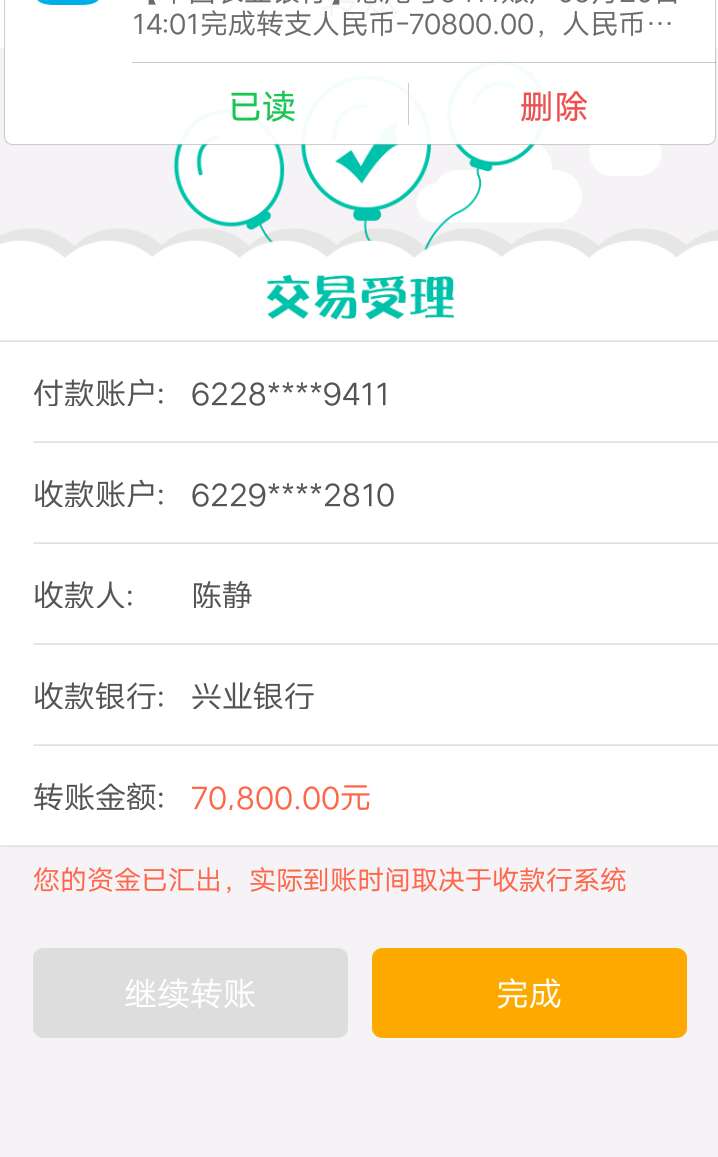 14:01完成转支人民币-70800.00，人民币…
已读
删除
交易受理
付款账户: 6228****9411
收款账户: 6229****2810
收款人: 陈静
收款银行: 兴业银行
转账金额: 70,800.00元
您的资金已汇出，实际到账时间取决于收款行系统
继续转账
完成